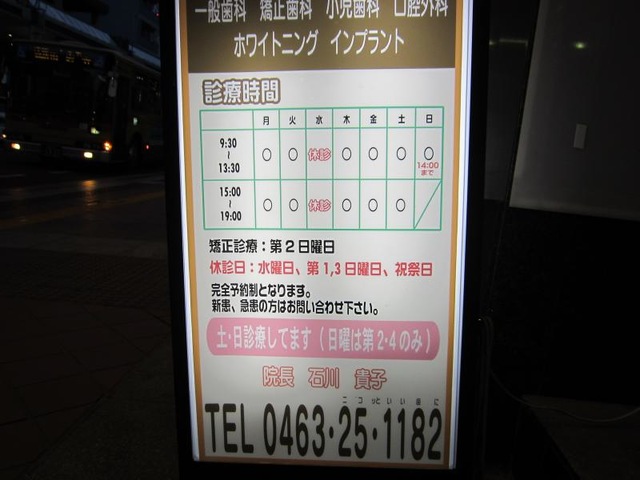 一般歯科 矯正歯科 小児歯科 口腔外科
ホワイトニング インプラント
診療時間
月 火 水 木 金 土 日
9:30 ~ 13:30 ○ ○ 休診 ○ ○ ○ ○ 14:00まで
15:00 ~ 19:00 ○ ○ 休診 ○ ○ ○
矯正診療：第2日曜日
休診日：水曜日、第1,3日曜日、祝祭日
完全予約制となります。
新患、急患の方はお問い合わせ下さい。
土・日診療してます（日曜は第2・4のみ）
院長 石川 貴子
TEL 0463・25・1182